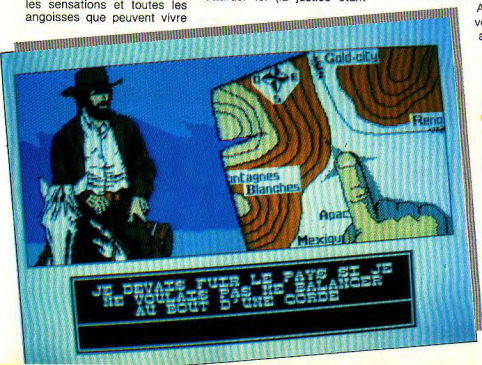 les sensations et toutes les
angoisses que peuvent vivre
Gold-city
O E
S
Reno
ontagnes
Blanches
Apac
Mexiqu
JE DEVAIS FUIR LE PAYS SI JE
NE VOULAIS PAS ME BALANCER
AU BOUT D'UNE CORDE